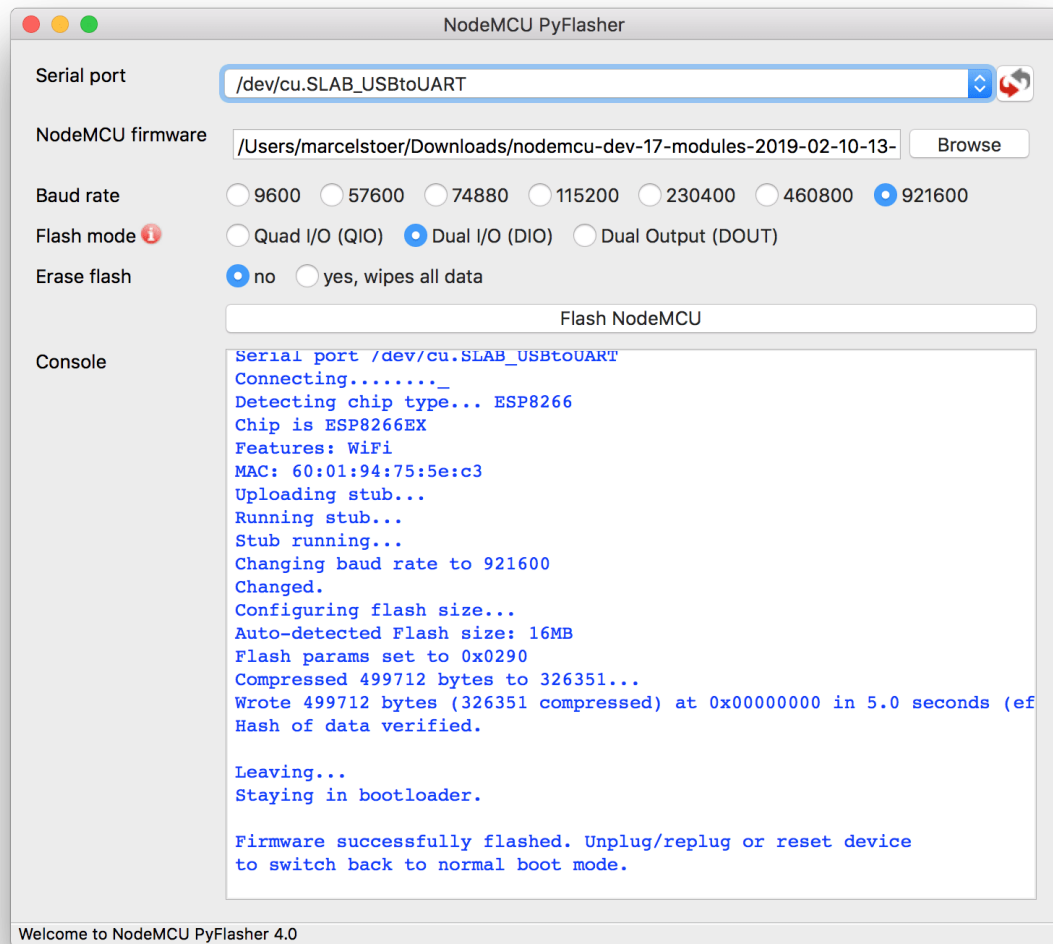 NodeMCU PyFlasher
Serial port
/dev/cu.SLAB_USBtoUART
NodeMCU firmware
/Users/marcelstoer/Downloads/nodemcu-dev-17-modules-2019-02-10-13-
Browse
Baud rate 9600 57600 74880 115200 230400 460800 921600
Flash mode Quad I/O (QIO) Dual I/O (DIO) Dual Output (DOUT)
Erase flash no yes, wipes all data
Flash NodeMCU
Console
Serial port /dev/cu.SLAB_USBtoUART
Connecting........_
Detecting chip type... ESP8266
Chip is ESP8266EX
Features: WiFi
MAC: 60:01:94:75:5e:c3
Uploading stub...
Running stub...
Stub running...
Changing baud rate to 921600
Changed.
Configuring flash size...
Auto-detected Flash size: 16MB
Flash params set to 0x0290
Compressed 499712 bytes to 326351...
Wrote 499712 bytes (326351 compressed) at 0x00000000 in 5.0 seconds (ef
Hash of data verified.
Leaving...
Staying in bootloader.
Firmware successfully flashed. Unplug/replug or reset device
to switch back to normal boot mode.
Welcome to NodeMCU PyFlasher 4.0